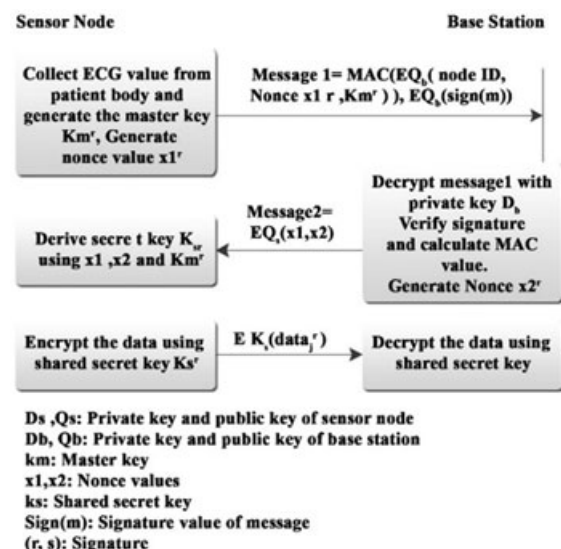 Sensor Node
Base Station
Collect ECG value from
patient body and
generate the master key
Kmʳ, Generate
nonce value x1ʳ
Message 1= MAC(EQb( node ID,
Nonce x1 r ,Kmʳ ) ), EQb(sign(m))
Decrypt message1 with
private key Db
Verify signature
and calculate MAC
value.
Generate Nonce x2ʳ
Message2=
EQs(x1,x2)
Derive secre t key Ksr
using x1 ,x2 and Kmʳ
Encrypt the data using
shared secret key Ksʳ
E Ks(datajʳ)
Decrypt the data using
shared secret key
Ds ,Qs: Private key and public key of sensor node
Db, Qb: Private key and public key of base station
km: Master key
x1,x2: Nonce values
ks: Shared secret key
Sign(m): Signature value of message
(r, s): Signature